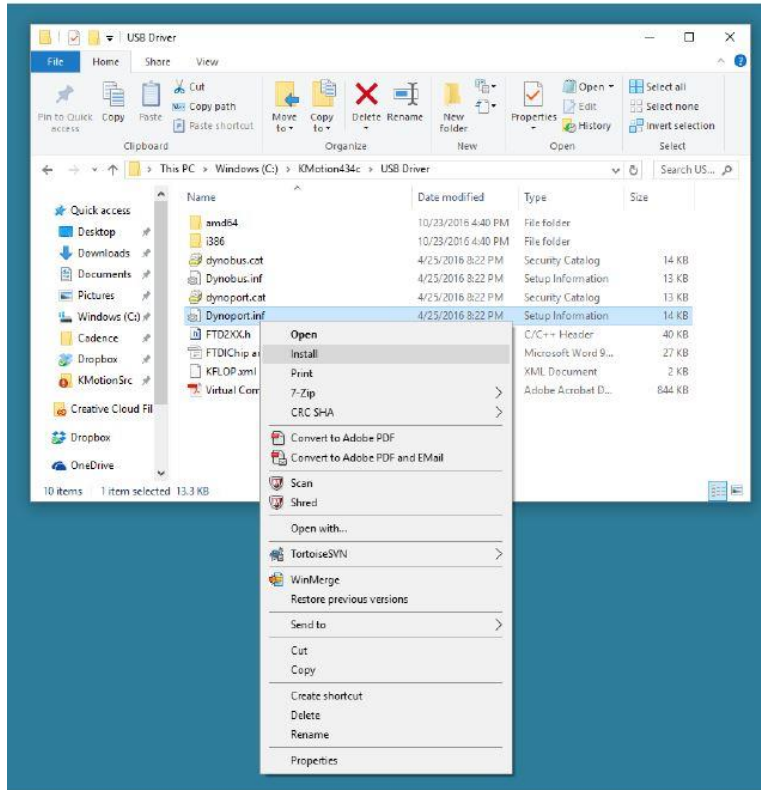 USB Driver
File Home Share View
Pin to Quick access
Copy
Paste
Cut
Copy path
Paste shortcut
Clipboard
Move to
Copy to
Delete
Rename
Organize
New folder
New
Properties
Open
Edit
History
Open
Select all
Select none
Invert selection
Select
This PC > Windows (C:) > KMotion434c > USB Driver
Search US...
Name Date modified Type Size
Quick access
Desktop
Downloads
Documents
Pictures
Windows (C:)
Cadence
Dropbox
KMotionSrc
Creative Cloud Fil
Dropbox
OneDrive
amd64 10/23/2016 4:40 PM File folder
i386 10/23/2016 4:40 PM File folder
dynobus.cat 4/25/2016 8:22 PM Security Catalog 14 KB
Dynobus.inf 4/25/2016 8:22 PM Setup Information 13 KB
dynoport.cat 4/25/2016 8:22 PM Security Catalog 13 KB
Dynoport.inf 4/25/2016 8:22 PM Setup Information 14 KB
FTD2XX.h C/C++ Header 40 KB
FTDIChip Microsoft Word 9... 27 KB
KFLOP.xml XML Document 2 KB
Virtual Com Adobe Acrobat D... 844 KB
10 items 1 item selected 13.3 KB
Open
Install
Print
7-Zip
CRC SHA
Convert to Adobe PDF
Convert to Adobe PDF and EMail
Scan
Shred
Open with...
TortoiseSVN
WinMerge
Restore previous versions
Send to
Cut
Copy
Create shortcut
Delete
Rename
Properties